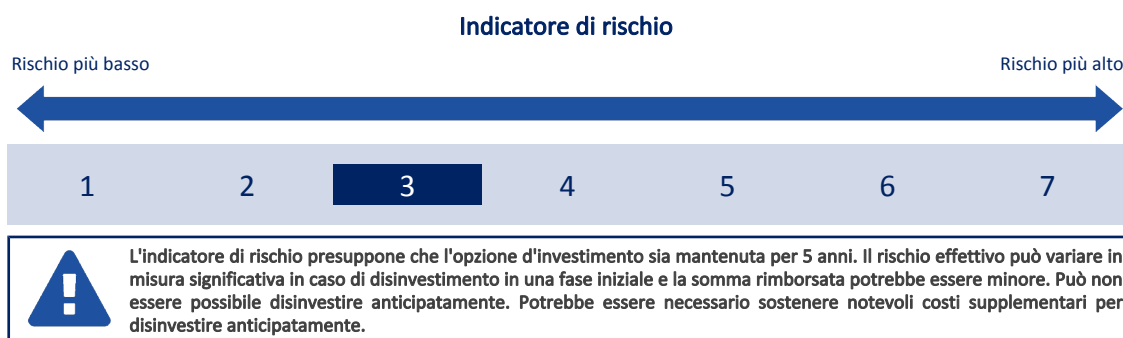 Indicatore di rischio
Rischio più basso
Rischio più alto
1 2 3 4 5 6 7
L'indicatore di rischio presuppone che l'opzione d'investimento sia mantenuta per 5 anni. Il rischio effettivo può variare in
misura significativa in caso di disinvestimento in una fase iniziale e la somma rimborsata potrebbe essere minore. Può non
essere possibile disinvestire anticipatamente. Potrebbe essere necessario sostenere notevoli costi supplementari per
disinvestire anticipatamente.